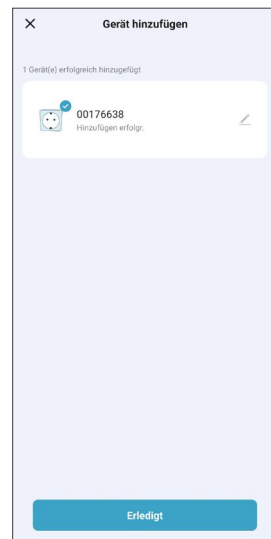 Gerät hinzufügen
1 Gerät(e) erfolgreich hinzugefügt
00176638
Hinzufügen erfolgr.
Erledigt